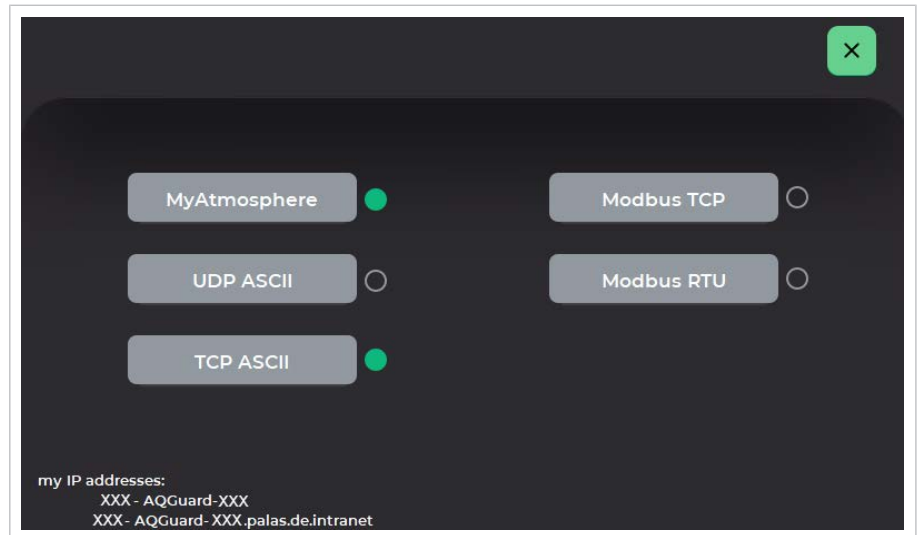 MyAtmosphere
Modbus TCP
UDP ASCII
Modbus RTU
TCP ASCII
my IP addresses:
XXX - AQGuard-XXX
XXX- AQGuard- XXX.palas.de.intranet